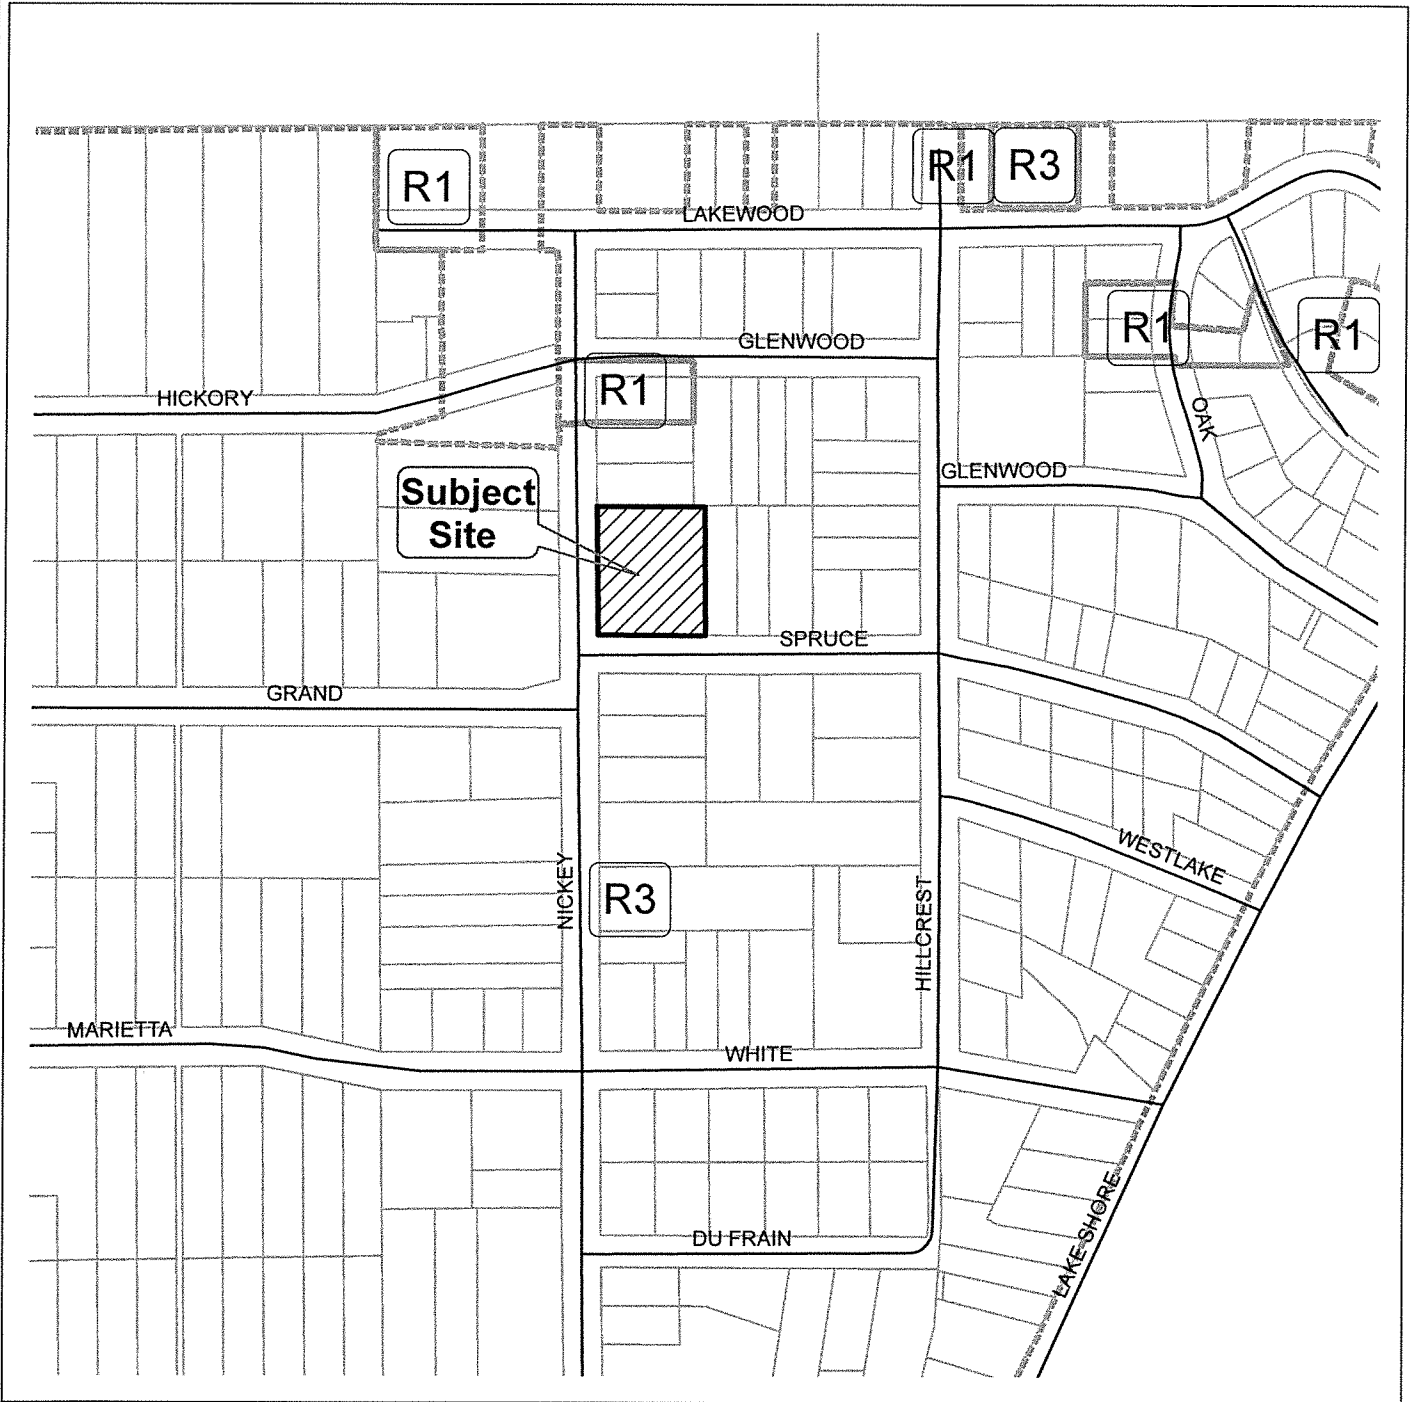 R1
R1
R3
LAKEWOOD
R1
R1
GLENWOOD
R1
HICKORY
OAK
GLENWOOD
Subject
Site
SPRUCE
GRAND
WESTLAKE
NICKEY
R3
HILLCREST
MARIETTA
WHITE
LAKE SHORE
DU FRAIN